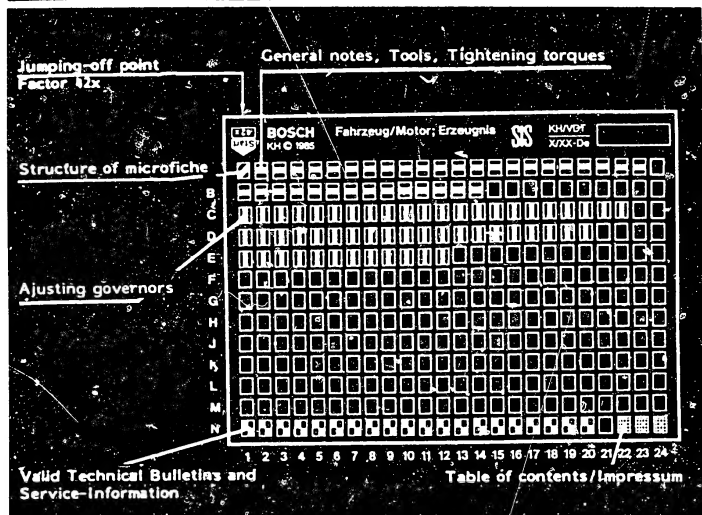 Jumping-off point
Factor 42x
General notes, Tools, Tightening torques
Start
42x
BOSCH
KH © 1985
Fahrzeug/Motor; Erzeugnis
SIS
KH/VDT
X/XX-De
Structure of microfiche
B
C
D
E
F
G
H
J
K
L
M
N
Ajusting governors
1 2 3 4 5 6 7 8 9 10 11 12 13 14 15 16 17 18 19 20 21 22 23 24
Valid Technical Bulletins and
Service-Information
Table of contents/Impressum